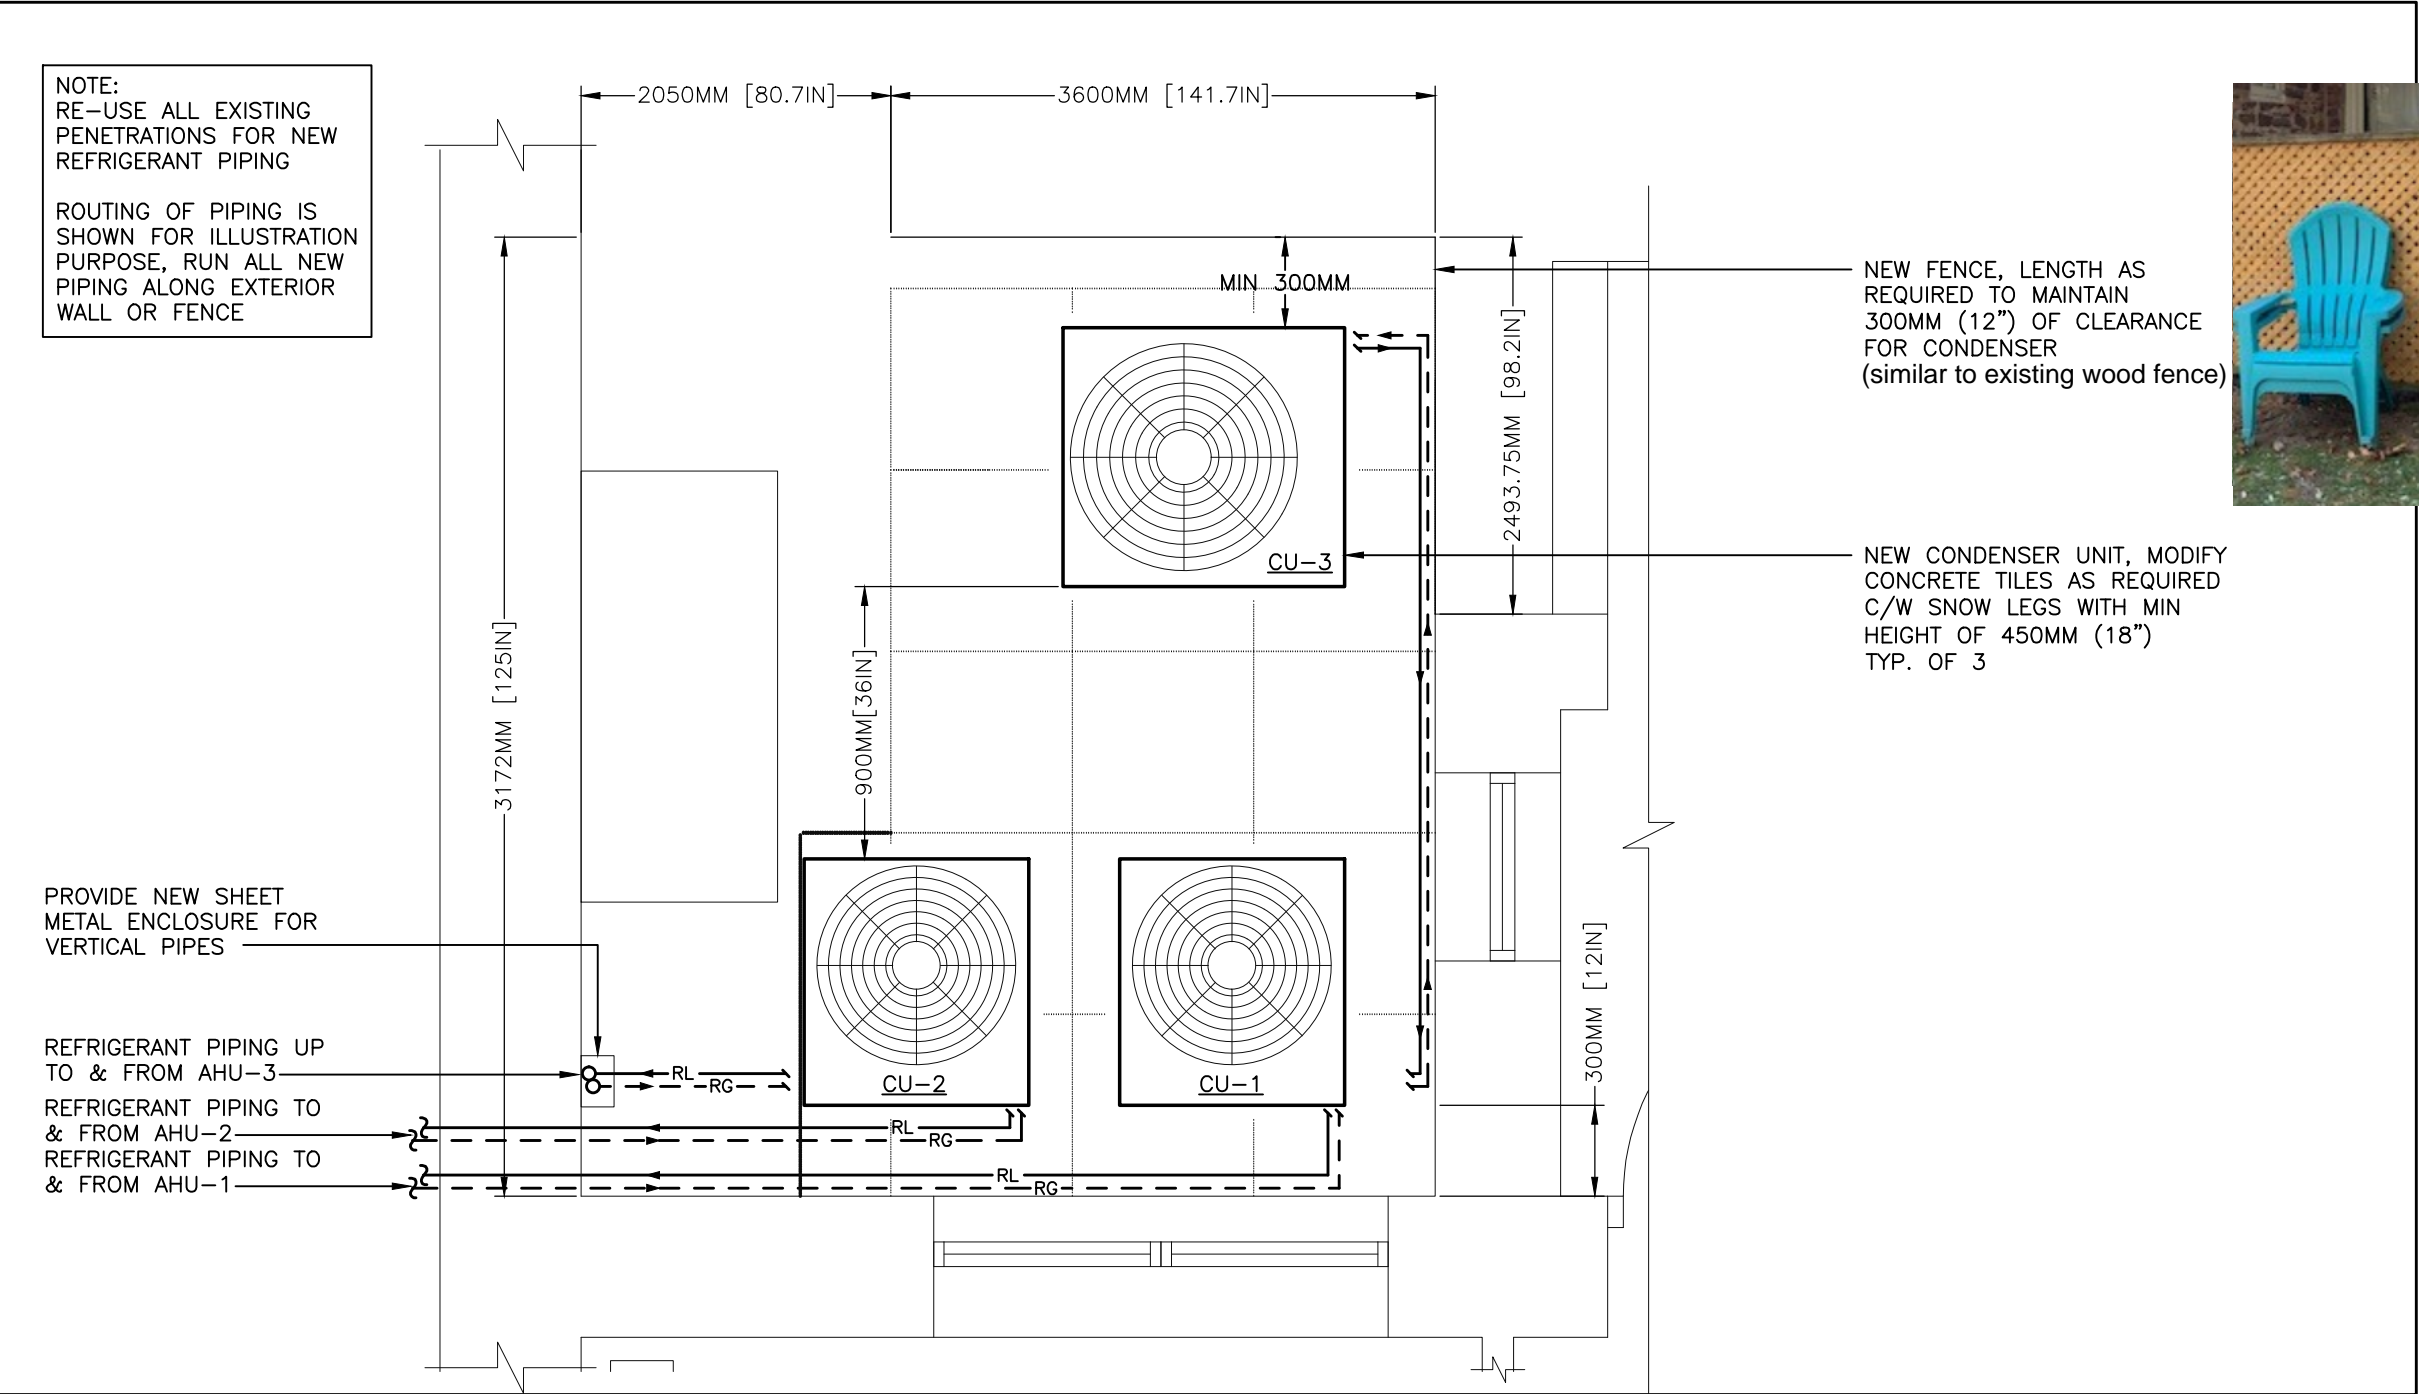 NOTE:
RE-USE ALL EXISTING
PENETRATIONS FOR NEW
REFRIGERANT PIPING
ROUTING OF PIPING IS
SHOWN FOR ILLUSTRATION
PURPOSE, RUN ALL NEW
PIPING ALONG EXTERIOR
WALL OR FENCE
2050MM [80.7IN]
3600MM [141.7IN]
MIN 300MM
2493.75MM [98.2IN]
NEW FENCE, LENGTH AS
REQUIRED TO MAINTAIN
300MM (12") OF CLEARANCE
FOR CONDENSER
(similar to existing wood fence)
CU-3
NEW CONDENSER UNIT, MODIFY
CONCRETE TILES AS REQUIRED
C/W SNOW LEGS WITH MIN
HEIGHT OF 450MM (18")
TYP. OF 3
3172MM [125IN]
900MM[36IN]
PROVIDE NEW SHEET
METAL ENCLOSURE FOR
VERTICAL PIPES
300MM [12IN]
REFRIGERANT PIPING UP
TO & FROM AHU-3
RL
RG
CU-2
CU-1
REFRIGERANT PIPING TO
& FROM AHU-2
RL
RG
REFRIGERANT PIPING TO
& FROM AHU-1
RL
RG